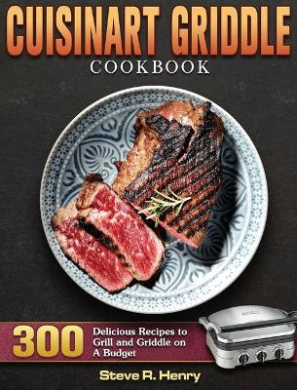 CUISINART GRIDDLE
COOKBOOK
300
Delicious Recipes to
Grill and Griddle on
A Budget
Steve R. Henry